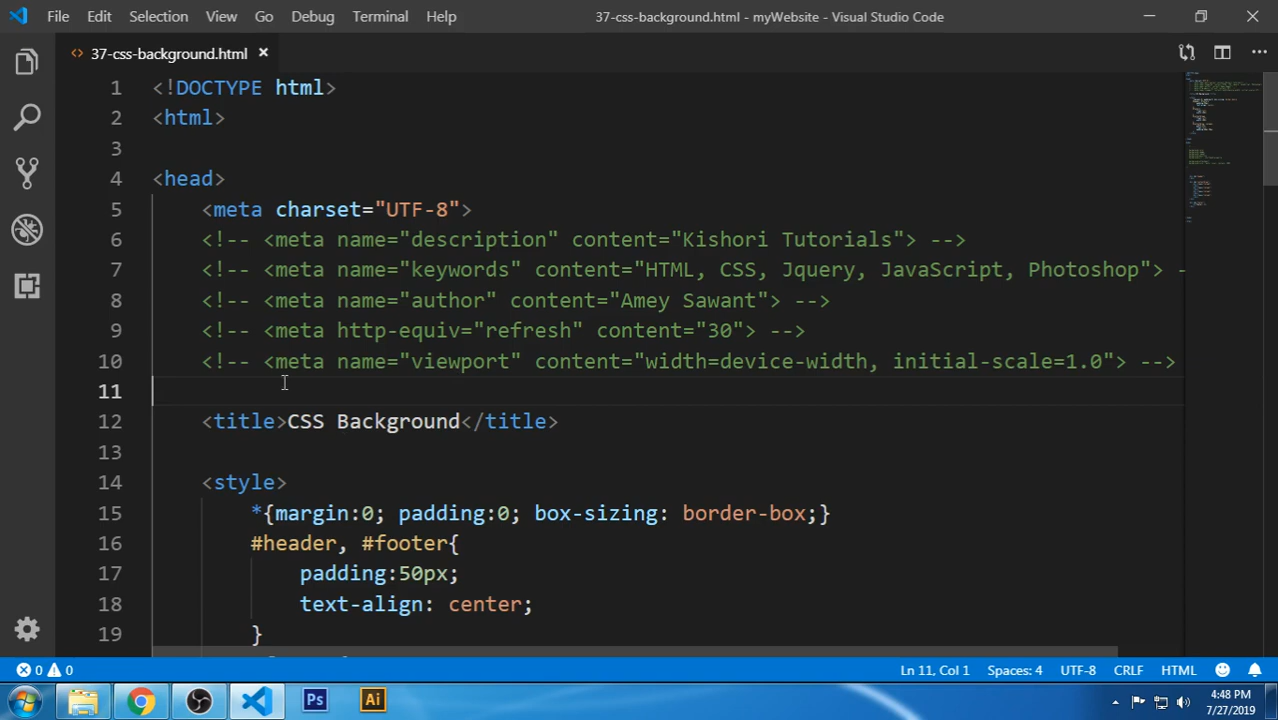 File Edit Selection View Go Debug Terminal Help 37-css-background.html - myWebsite - Visual Studio Code
37-css-background.html
1 <!DOCTYPE html>
2 <html>
3
4 <head>
5 <meta charset="UTF-8">
6 <!-- <meta name="description" content="Kishori Tutorials"> -->
7 <!-- <meta name="keywords" content="HTML, CSS, Jquery, JavaScript, Photoshop"> -
8 <!-- <meta name="author" content="Amey Sawant"> -->
9 <!-- <meta http-equiv="refresh" content="30"> -->
10 <!-- <meta name="viewport" content="width=device-width, initial-scale=1.0"> -->
11
12 <title>CSS Background</title>
13
14 <style>
15 *{margin:0; padding:0; box-sizing: border-box;}
16 #header, #footer{
17 padding:50px;
18 text-align: center;
19 }
0 0 Ln 11, Col 1 Spaces: 4 UTF-8 CRLF HTML
Ps Ai 4:48 PM
7/27/2019